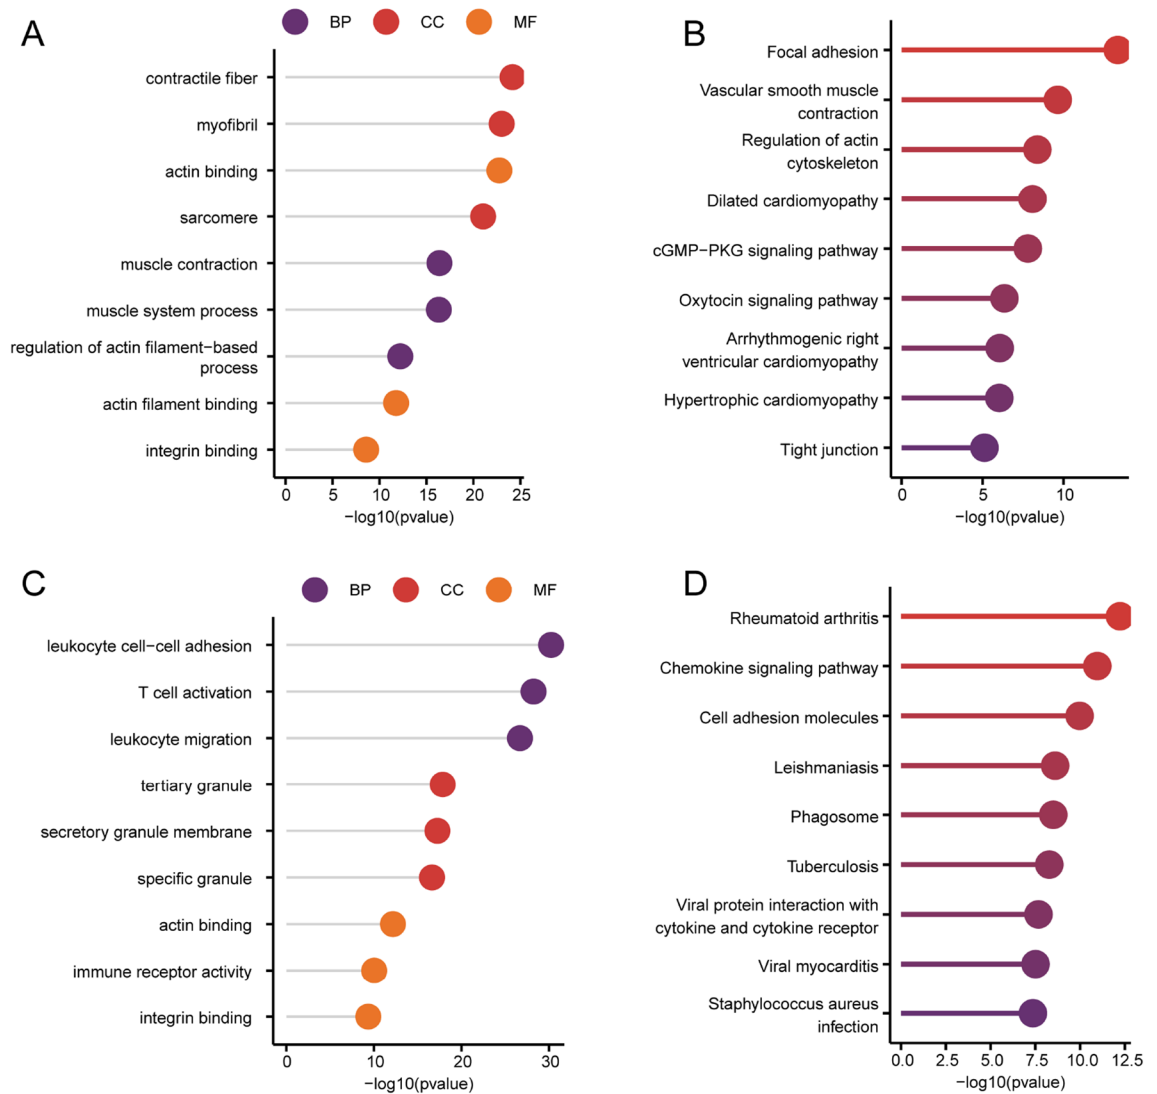 A
BP CC MF
contractile fiber
myofibril
actin binding
sarcomere
muscle contraction
muscle system process
regulation of actin filament−based
process
actin filament binding
integrin binding
0 5 10 15 20 25
−log10(pvalue)
B
Focal adhesion
Vascular smooth muscle
contraction
Regulation of actin
cytoskeleton
Dilated cardiomyopathy
cGMP−PKG signaling pathway
Oxytocin signaling pathway
Arrhythmogenic right
ventricular cardiomyopathy
Hypertrophic cardiomyopathy
Tight junction
0 5 10
−log10(pvalue)
C
BP CC MF
leukocyte cell−cell adhesion
T cell activation
leukocyte migration
tertiary granule
secretory granule membrane
specific granule
actin binding
immune receptor activity
integrin binding
0 10 20 30
−log10(pvalue)
D
Rheumatoid arthritis
Chemokine signaling pathway
Cell adhesion molecules
Leishmaniasis
Phagosome
Tuberculosis
Viral protein interaction with
cytokine and cytokine receptor
Viral myocarditis
Staphylococcus aureus
infection
0.0 2.5 5.0 7.5 10.0 12.5
−log10(pvalue)